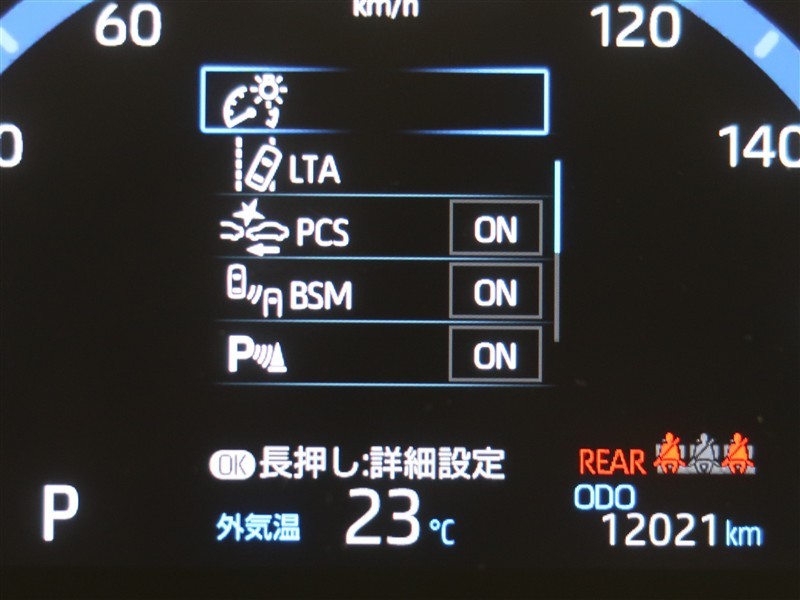 km/h
60
120
140
LTA
PCS ON
BSM ON
P ON
OK 長押し:詳細設定
REAR
P
外気温 23℃
ODO
12021 km